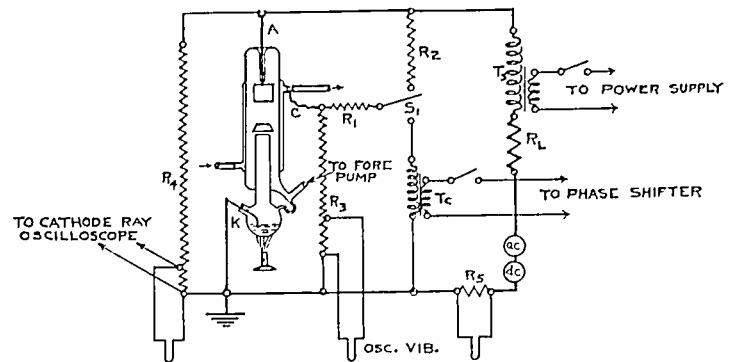 A
R2
Ts
TO POWER SUPPLY
C
R1
S1
RL
R4
TO FORE
PUMP
R3
Tc
TO PHASE SHIFTER
K
TO CATHODE RAY
OSCILLOSCOPE
ac
dc
R5
OSC. VIB.